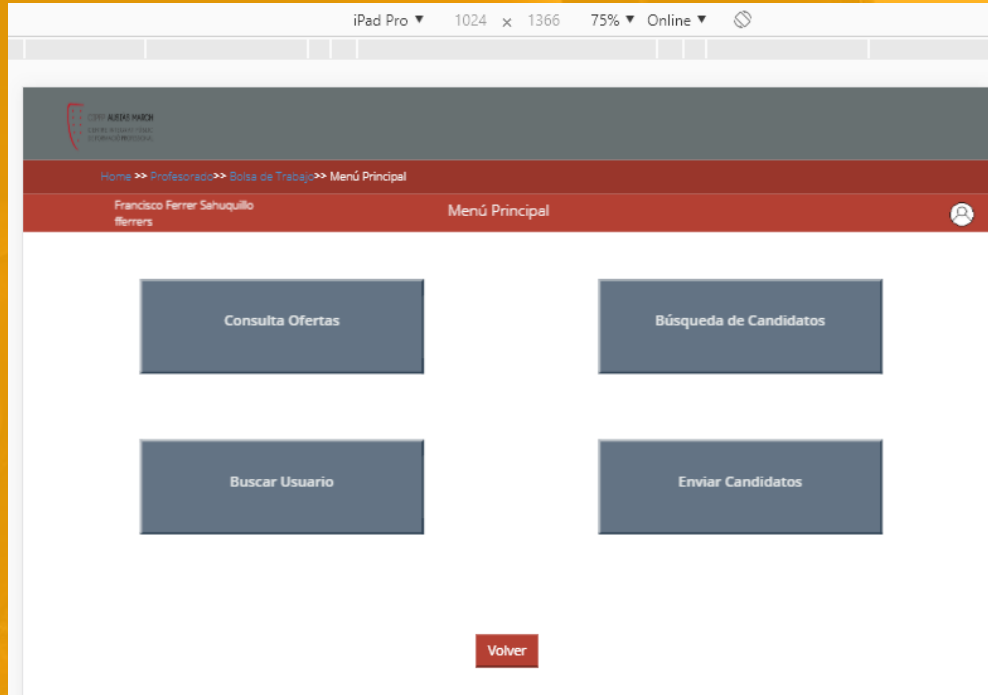 iPad Pro ▼ 1024 x 1366 75% ▼ Online ▼
AUSIÀS MARCH
Home >> Profesorado>> Bolsa de Trabajo>> Menú Principal
Francisco Ferrer Sahuquillo
fferrers
Menú Principal
Consulta Ofertas
Búsqueda de Candidatos
Buscar Usuario
Enviar Candidatos
Volver